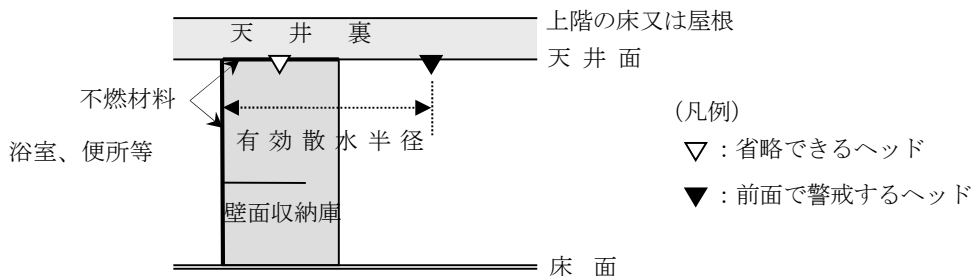 上階の床又は屋根
天井裏
天井面
不燃材料
(凡例)
有効散水半径
浴室、便所等
▽:省略できるヘッド
▼:前面で警戒するヘッド
壁面収納庫
床面